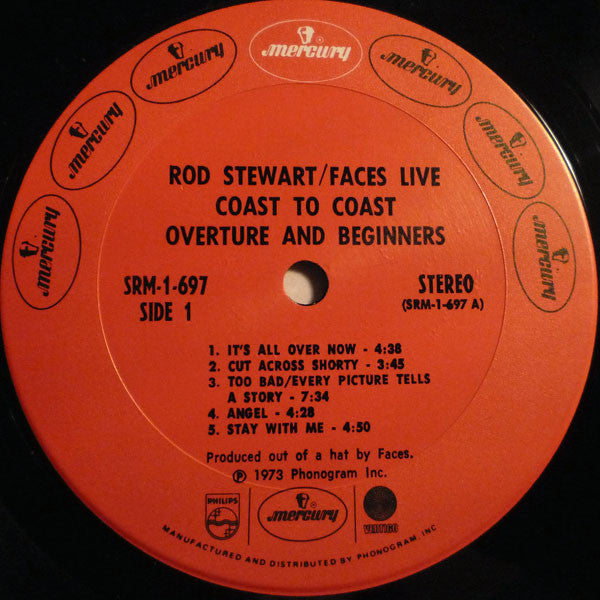 mercury
mercury
mercury
mercury
mercury
mercury
mercury
ROD STEWART/FACES LIVE
COAST TO COAST
OVERTURE AND BEGINNERS
SRM-1-697
SIDE 1
STEREO
(SRM-1-697 A)
1. IT'S ALL OVER NOW - 4:38
2. CUT ACROSS SHORTY - 3:45
3. TOO BAD/EVERY PICTURE TELLS
A STORY - 7:34
4. ANGEL - 4:28
5. STAY WITH ME - 4:50
Produced out of a hat by Faces.
℗ 1973 Phonogram Inc.
PHILIPS
mercury
VERTIGO
MANUFACTURED AND DISTRIBUTED BY PHONOGRAM, INC